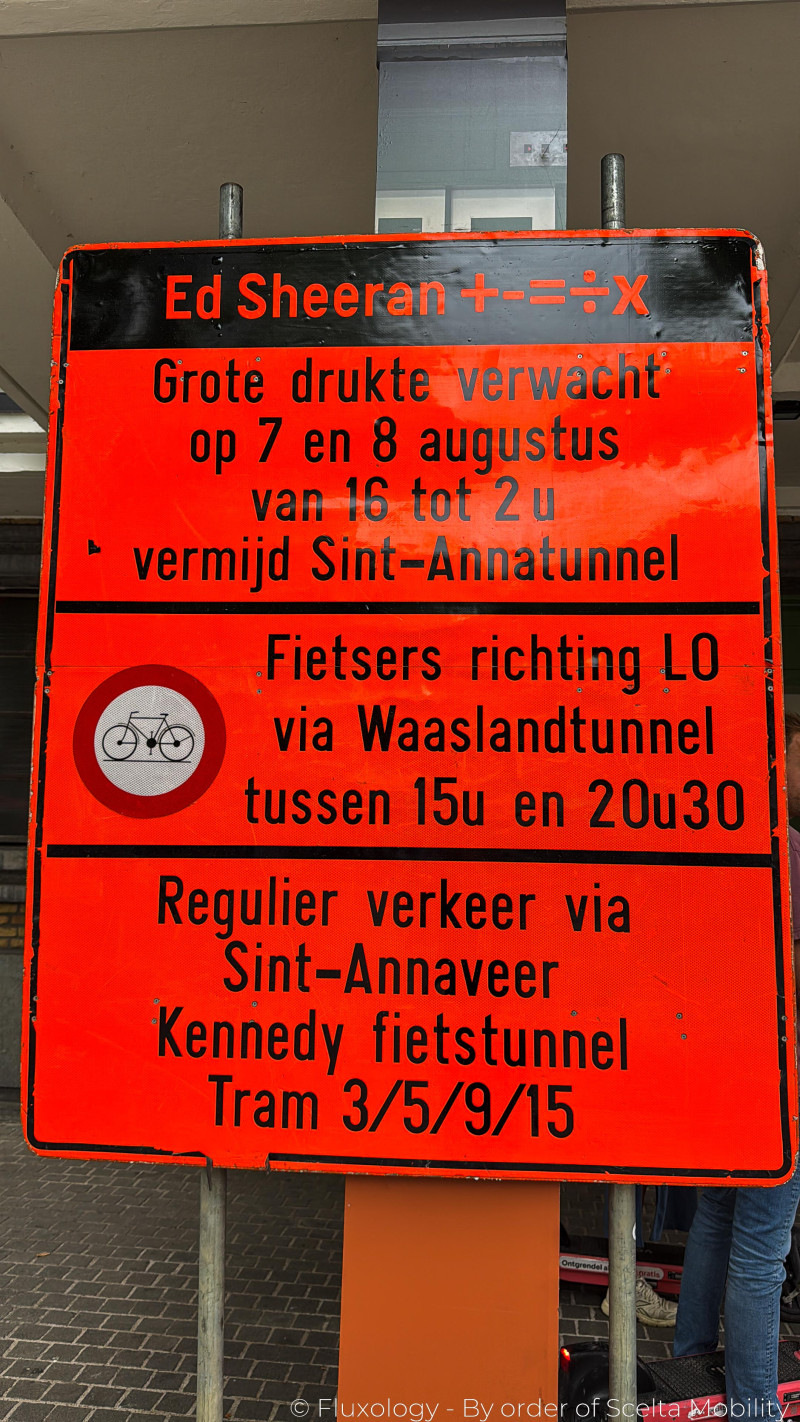 Ed Sheeran +-=÷x
Grote drukte verwacht
op 7 en 8 augustus
van 16 tot 2u
vermijd Sint-Annatunnel
Fietsers richting LO
via Waaslandtunnel
tussen 15u en 20u30
Regulier verkeer via
Sint-Annaveer
Kennedy fietstunnel
Tram 3/5/9/15
Ontgrendel
gratis
© Fluxology - By order of Scelta Mobility